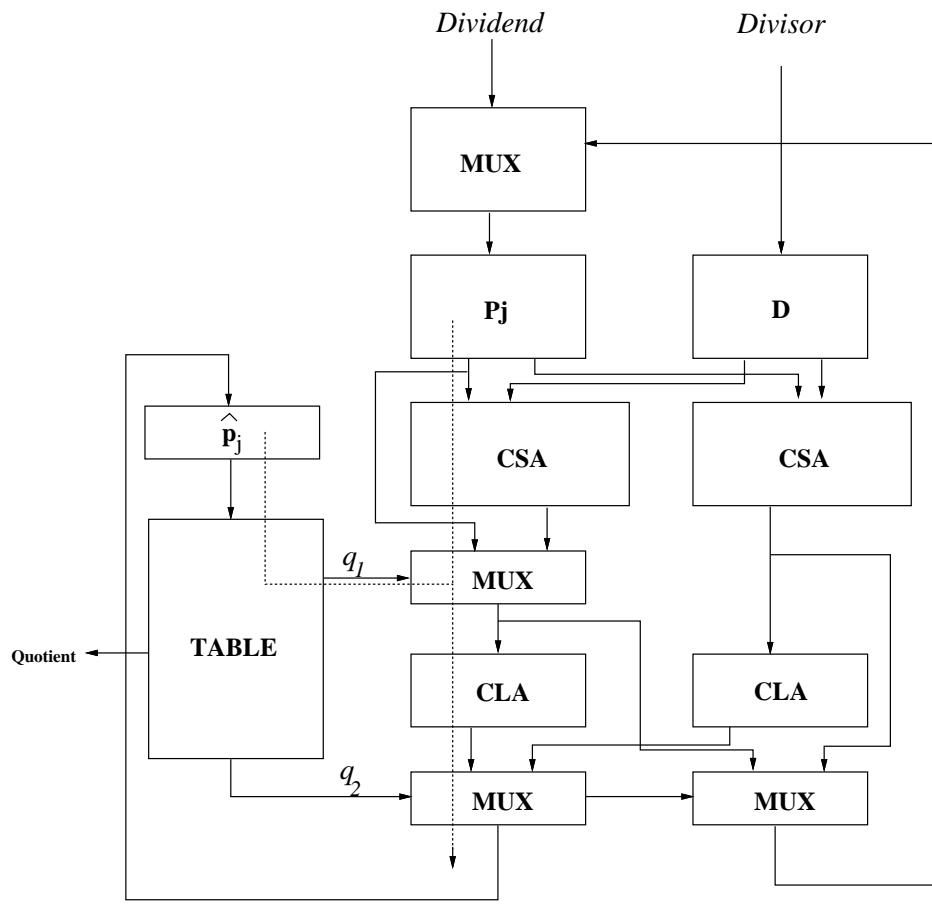 Dividend
Divisor
MUX
Pj
D
p̂j
CSA
CSA
q1
MUX
TABLE
Quotient
CLA
CLA
q2
MUX
MUX